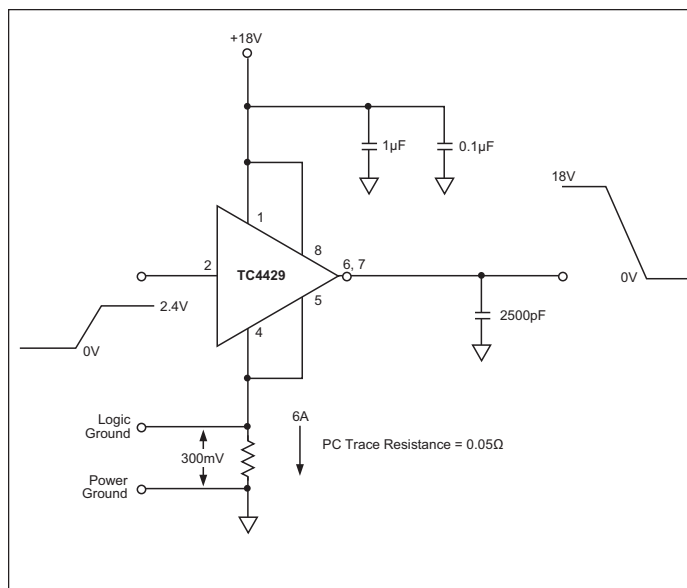 +18V
1µF
0.1µF
18V
1
8
6, 7
2
TC4429
0V
5
2.4V
4
2500pF
0V
Logic
Ground
6A
300mV
PC Trace Resistance = 0.05Ω
Power
Ground